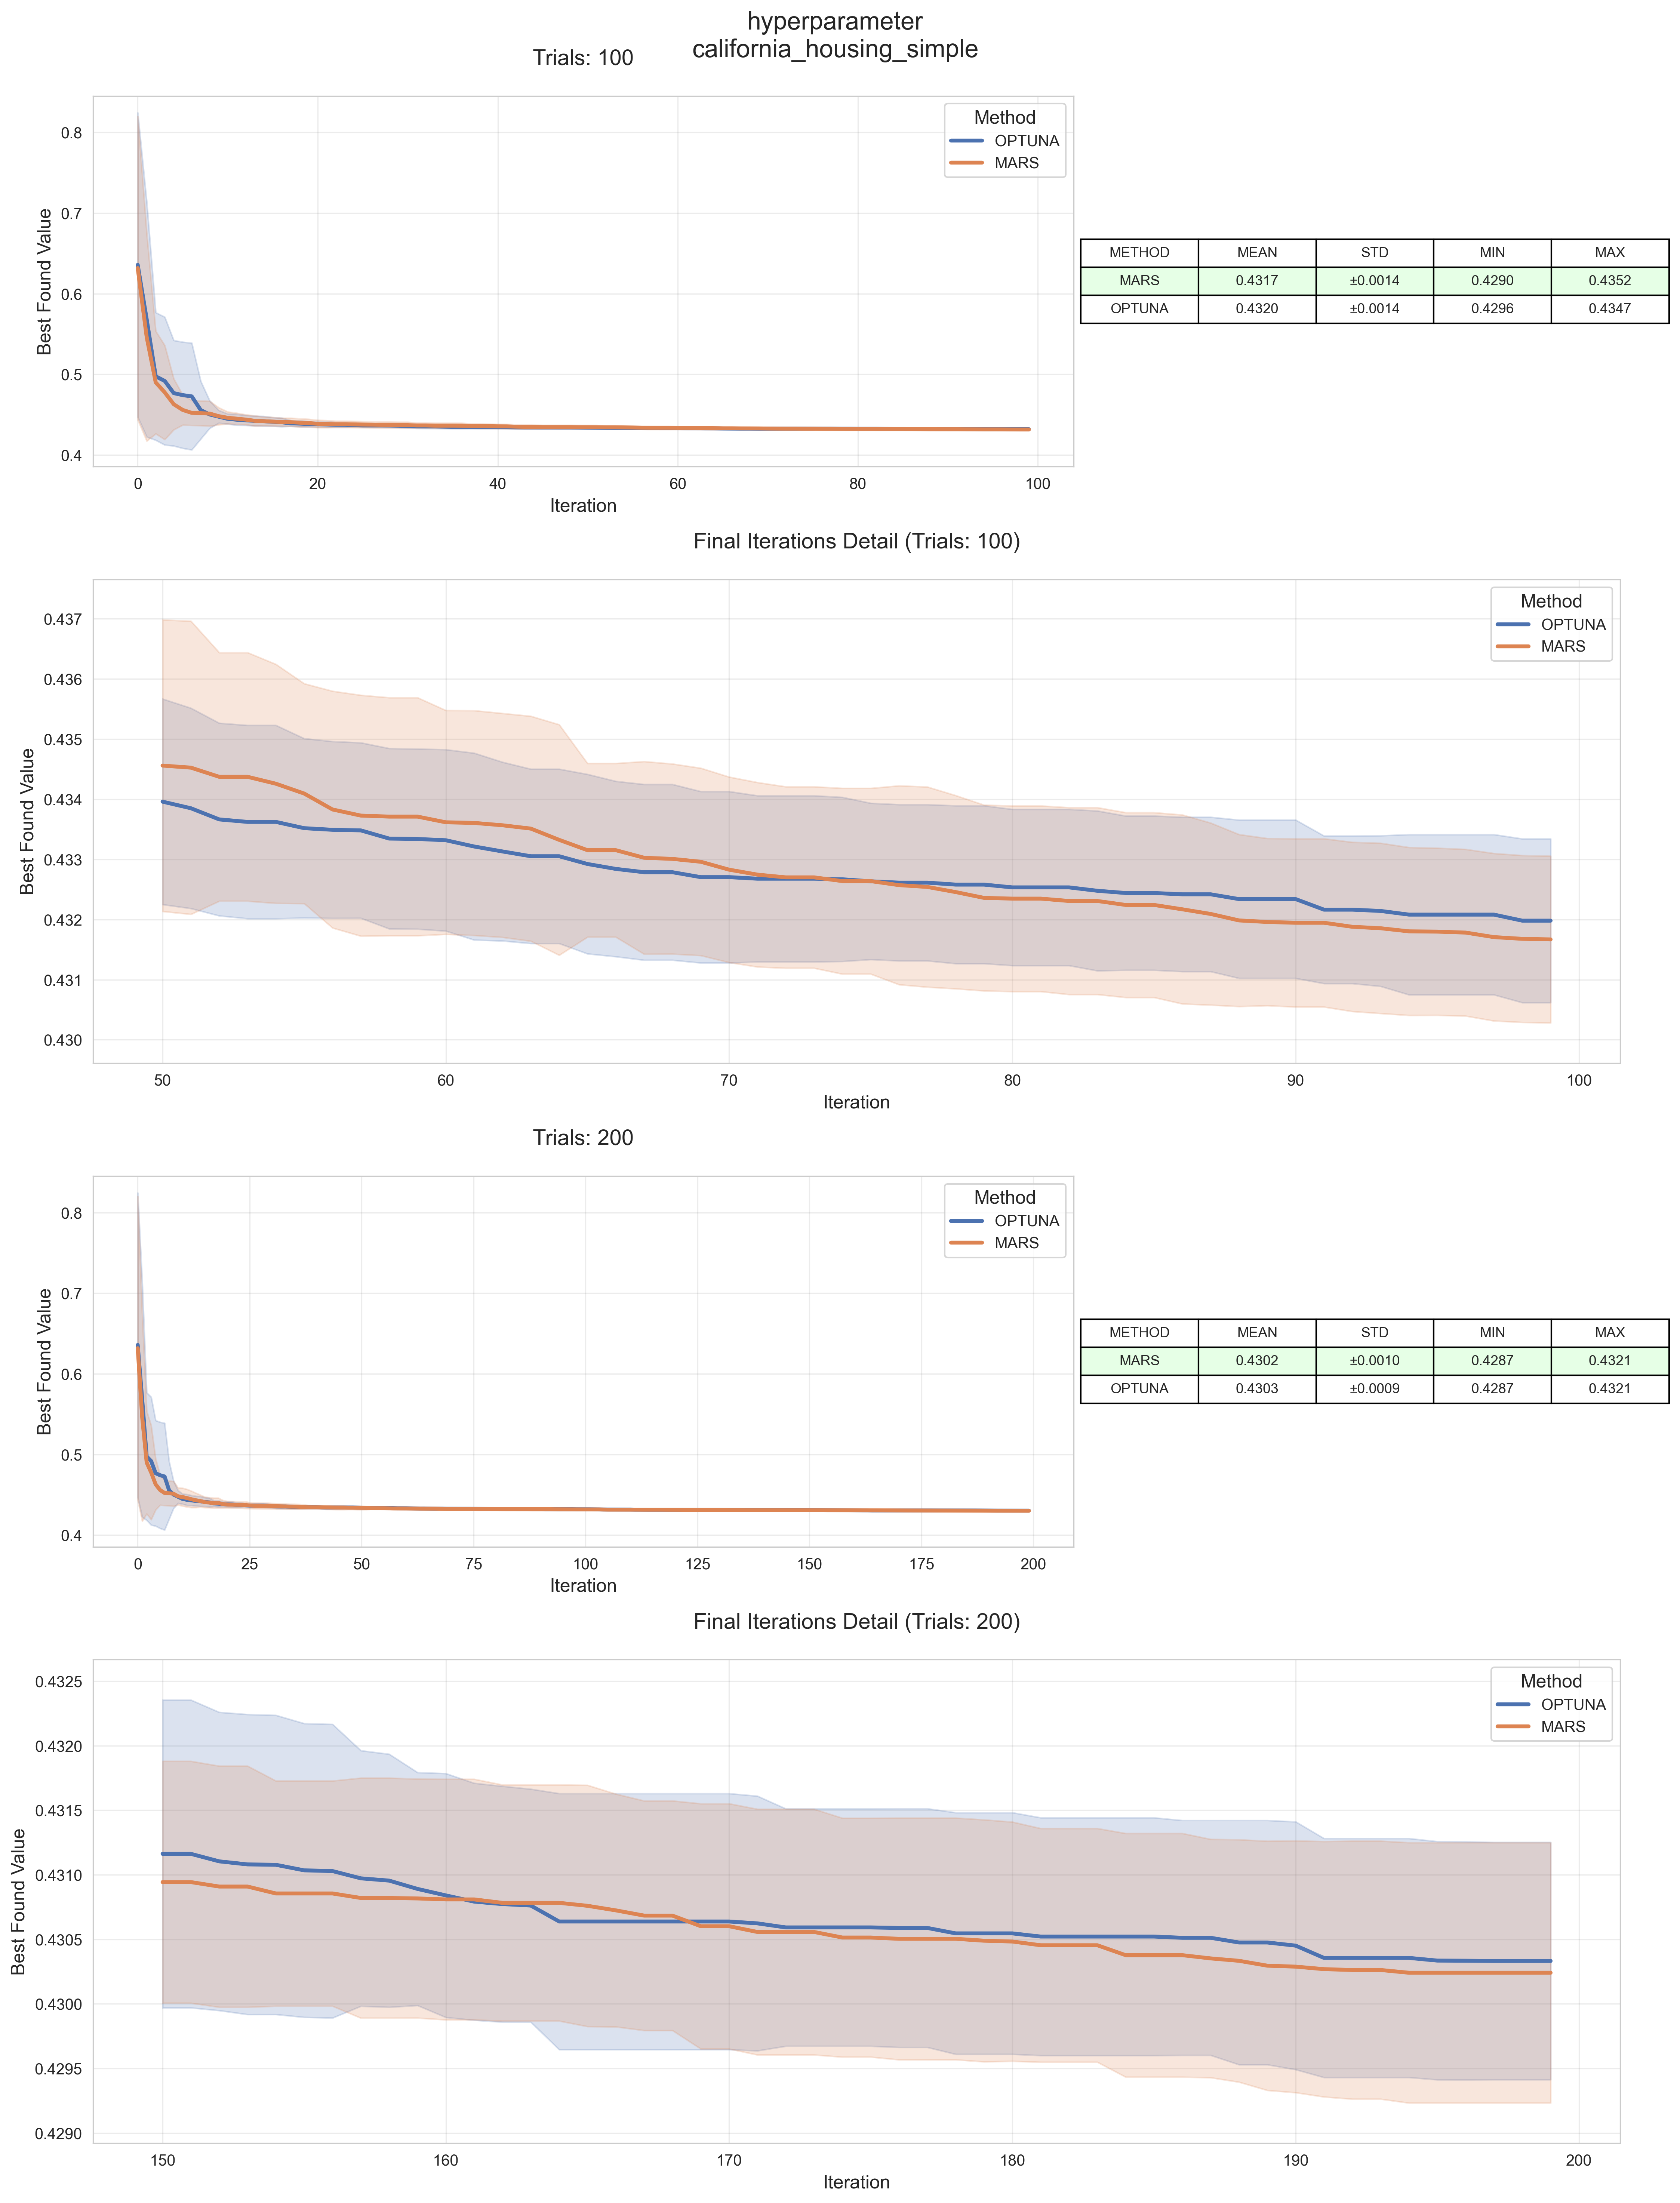 hyperparameter
california_housing_simple
Trials: 100
Best Found Value
0.8
0.7
0.6
0.5
0.4
0 20 40 60 80 100
Iteration
Method
OPTUNA
MARS
METHOD MEAN STD MIN MAX
MARS 0.4317 ±0.0014 0.4290 0.4352
OPTUNA 0.4320 ±0.0014 0.4296 0.4347
Final Iterations Detail (Trials: 100)
Best Found Value
0.437
0.436
0.435
0.434
0.433
0.432
0.431
0.430
50 60 70 80 90 100
Iteration
Method
OPTUNA
MARS
Trials: 200
Best Found Value
0.8
0.7
0.6
0.5
0.4
0 25 50 75 100 125 150 175 200
Iteration
Method
OPTUNA
MARS
METHOD MEAN STD MIN MAX
MARS 0.4302 ±0.0010 0.4287 0.4321
OPTUNA 0.4303 ±0.0009 0.4287 0.4321
Final Iterations Detail (Trials: 200)
Best Found Value
0.4325
0.4320
0.4315
0.4310
0.4305
0.4300
0.4295
0.4290
150 160 170 180 190 200
Iteration
Method
OPTUNA
MARS